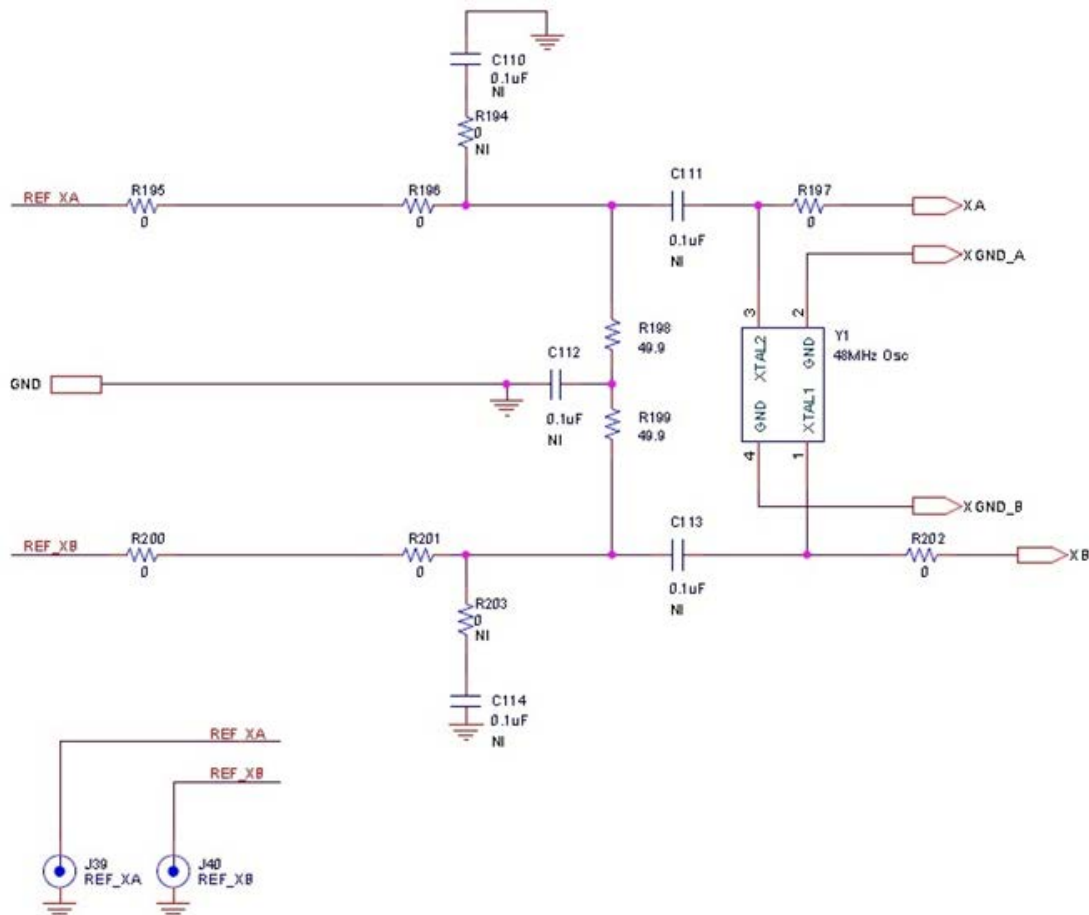 C110
0.1uF
NI
R194
0
NI
REF_XA
R195
0
R196
0
C111
0.1uF
NI
R197
0
XA
XGND_A
3
2
XTAL2
GND
GND
XTAL1
4
1
Y1
48MHz Osc
R198
49.9
C112
0.1uF
NI
GND
R199
49.9
XGND_B
REF_XB
R200
0
R201
0
C113
0.1uF
NI
R202
0
XB
R203
0
NI
C114
0.1uF
NI
REF_XA
REF_XB
J39
REF_XA
J40
REF_XB